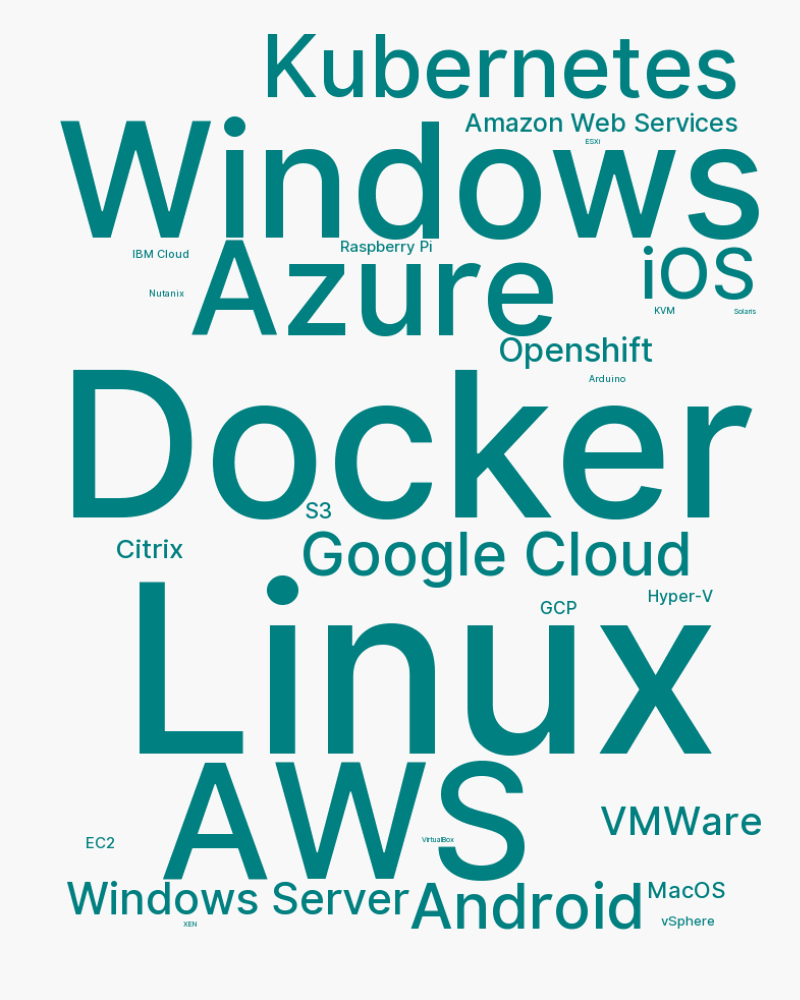 Kubernetes
Amazon Web Services
ESXi
Windows
IBM Cloud
Raspberry Pi
iOS
Azure
Nutanix
KVM
Solaris
Openshift
Arduino
Docker
S3
Citrix
Google Cloud
Hyper-V
GCP
Linux
AWS
VMWare
EC2
VirtualBox
Windows Server
Android
MacOS
XEN
vSphere